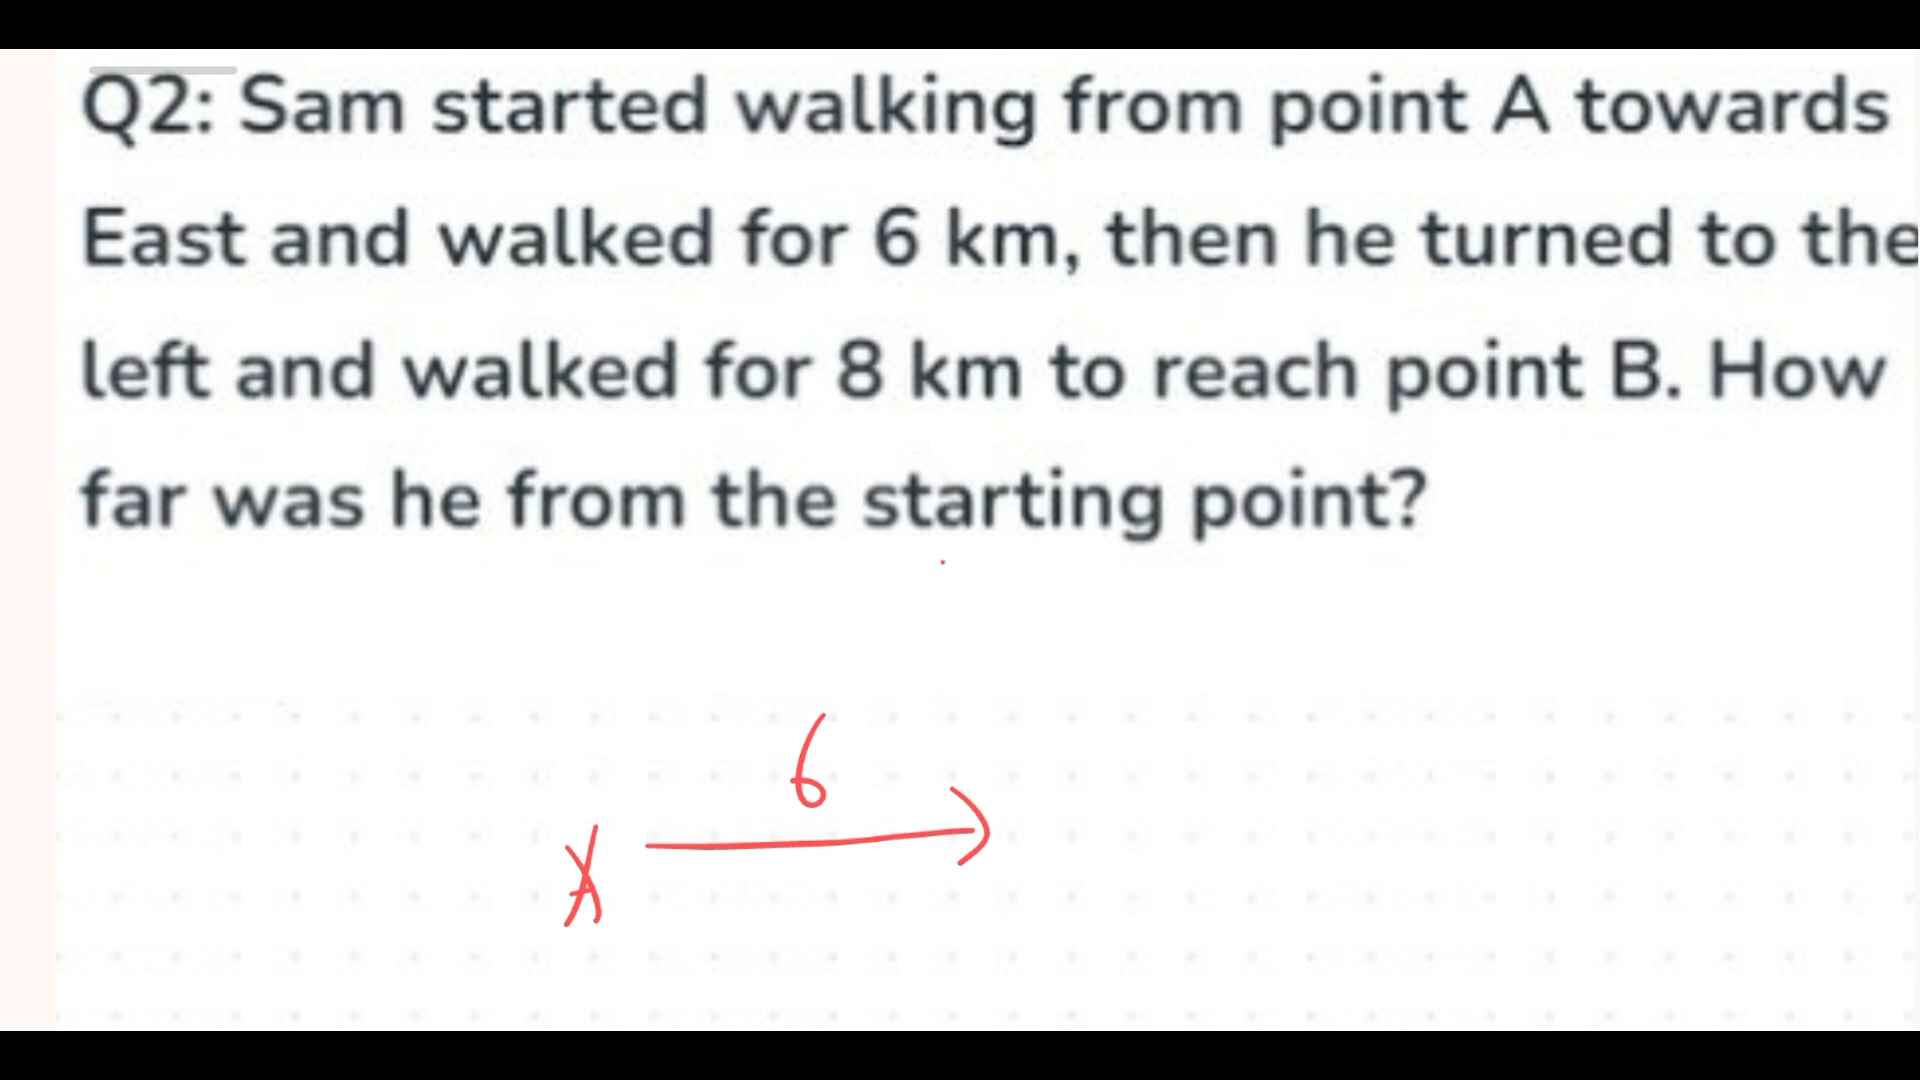 Q2: Sam started walking from point A towards
East and walked for 6 km, then he turned to the
left and walked for 8 km to reach point B. How
far was he from the starting point?
6
A